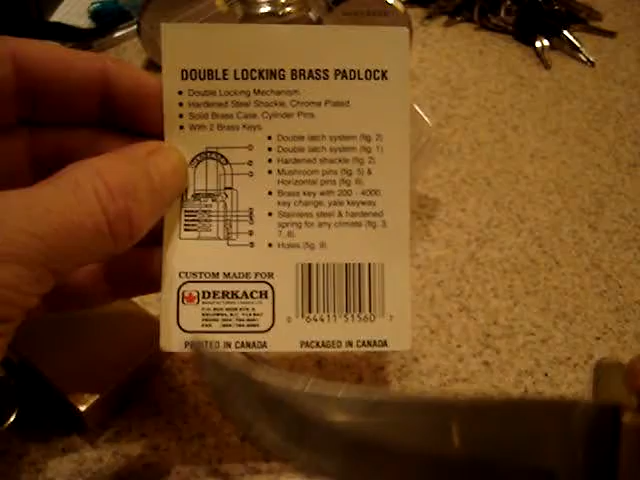 DOUBLE LOCKING BRASS PADLOCK
• Double Locking Mechanism.
• Hardened Steel Shackle, Chrome Plated.
• Solid Brass Case, Cylinder Pins.
• With 2 Brass Keys.
• Double latch system (fig. 2)
• Double latch system (fig. 1)
• Hardened shackle (fig. 2).
• Mushroom pins (fig. 5) &
Horizontal pins (fig. 6).
• Brass key with 200 - 4000
key change, yale keyway.
• Stainless steel & hardened
spring for any climate (fig. 3,
7, 8).
• Holes (fig. 9).
CUSTOM MADE FOR
DERKACH
0 64411 51560 7
PRINTED IN CANADA
PACKAGED IN CANADA